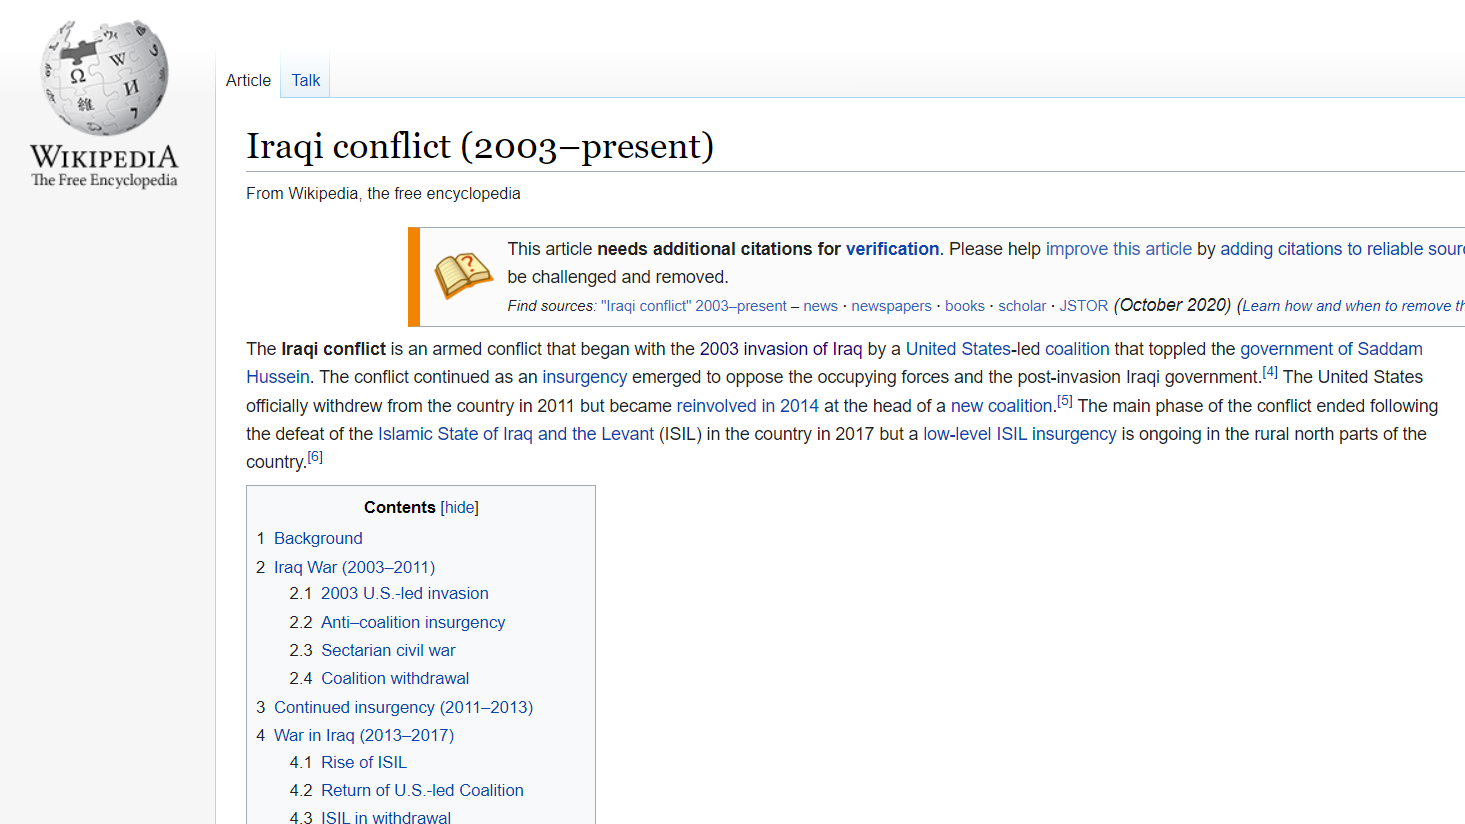 Ω W И 維 7
WIKIPEDIA
The Free Encyclopedia
Article Talk
Iraqi conflict (2003–present)
From Wikipedia, the free encyclopedia
This article needs additional citations for verification. Please help improve this article by adding citations to reliable
be challenged and removed.
Find sources: "Iraqi conflict" 2003–present – news · newspapers · books · scholar · JSTOR (October 2020) (Learn how and when to remove
The Iraqi conflict is an armed conflict that began with the 2003 invasion of Iraq by a United States-led coalition that toppled the government of Saddam
Hussein. The conflict continued as an insurgency emerged to oppose the occupying forces and the post-invasion Iraqi government.[4] The United States
officially withdrew from the country in 2011 but became reinvolved in 2014 at the head of a new coalition.[5] The main phase of the conflict ended following
the defeat of the Islamic State of Iraq and the Levant (ISIL) in the country in 2017 but a low-level ISIL insurgency is ongoing in the rural north parts of the
country.[6]
Contents [hide]
1 Background
2 Iraq War (2003–2011)
2.1 2003 U.S.-led invasion
2.2 Anti–coalition insurgency
2.3 Sectarian civil war
2.4 Coalition withdrawal
3 Continued insurgency (2011–2013)
4 War in Iraq (2013–2017)
4.1 Rise of ISIL
4.2 Return of U.S.-led Coalition
4.3 ISIL in withdrawal